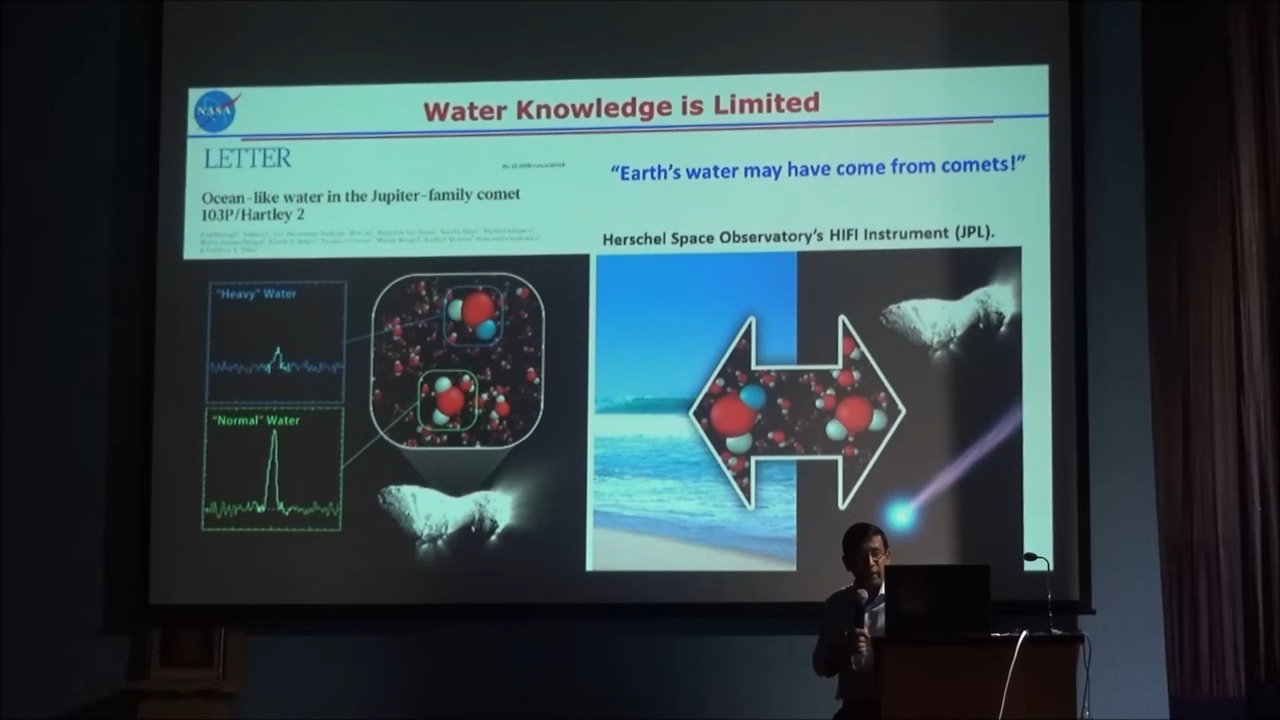 NASA
Water Knowledge is Limited
LETTER
Ocean-like water in the Jupiter-family comet
103P/Hartley 2
“Earth’s water may have come from comets!”
Herschel Space Observatory’s HIFI Instrument (JPL).
“Heavy” Water
“Normal” Water